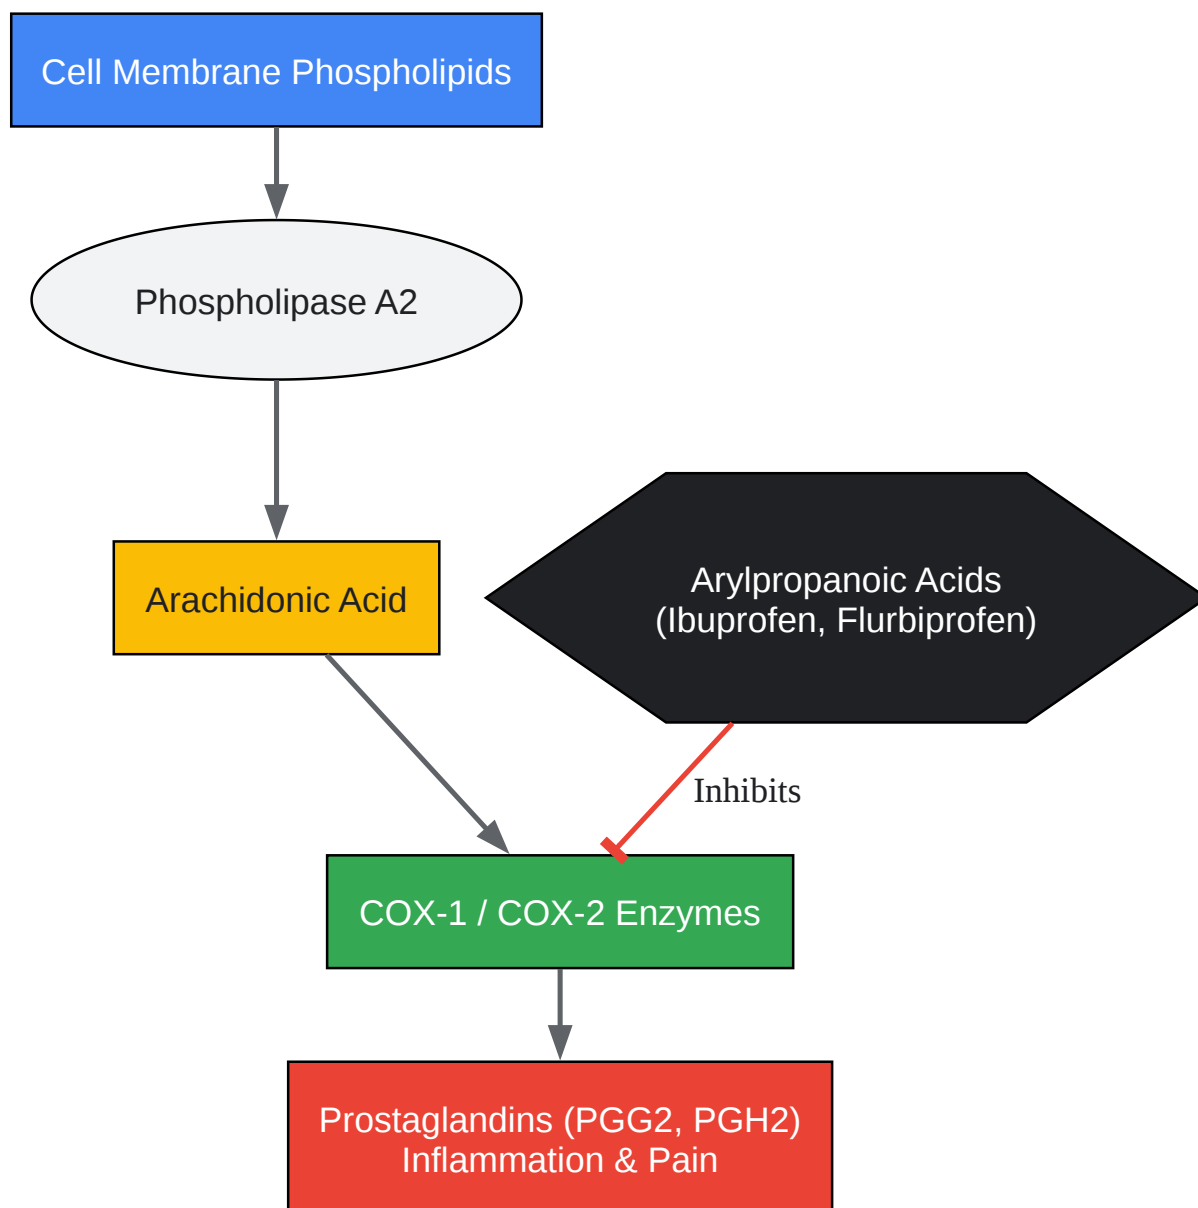 Cell Membrane Phospholipids
Phospholipase A2
Arachidonic Acid
Arylpropanoic Acids
(Ibuprofen, Flurbiprofen)
Inhibits
COX-1 / COX-2 Enzymes
Prostaglandins (PGG2, PGH2)
Inflammation & Pain